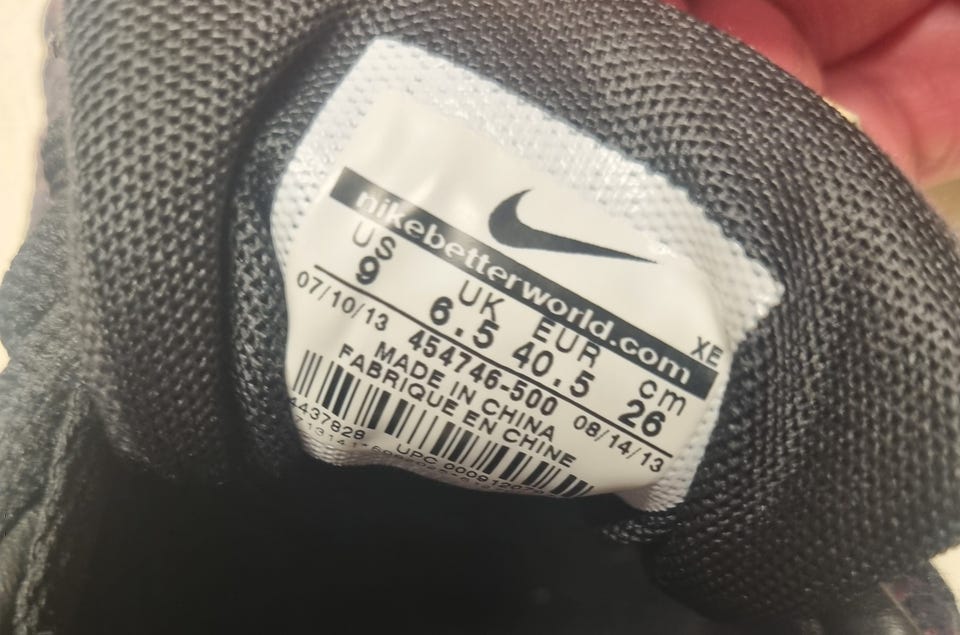 nikebetterworld.com
XE
US UK EUR cm
9 6.5 40.5 26
07/10/13 454746-500 08/14/13
MADE IN CHINA
FABRIQUE EN CHINE
UPC